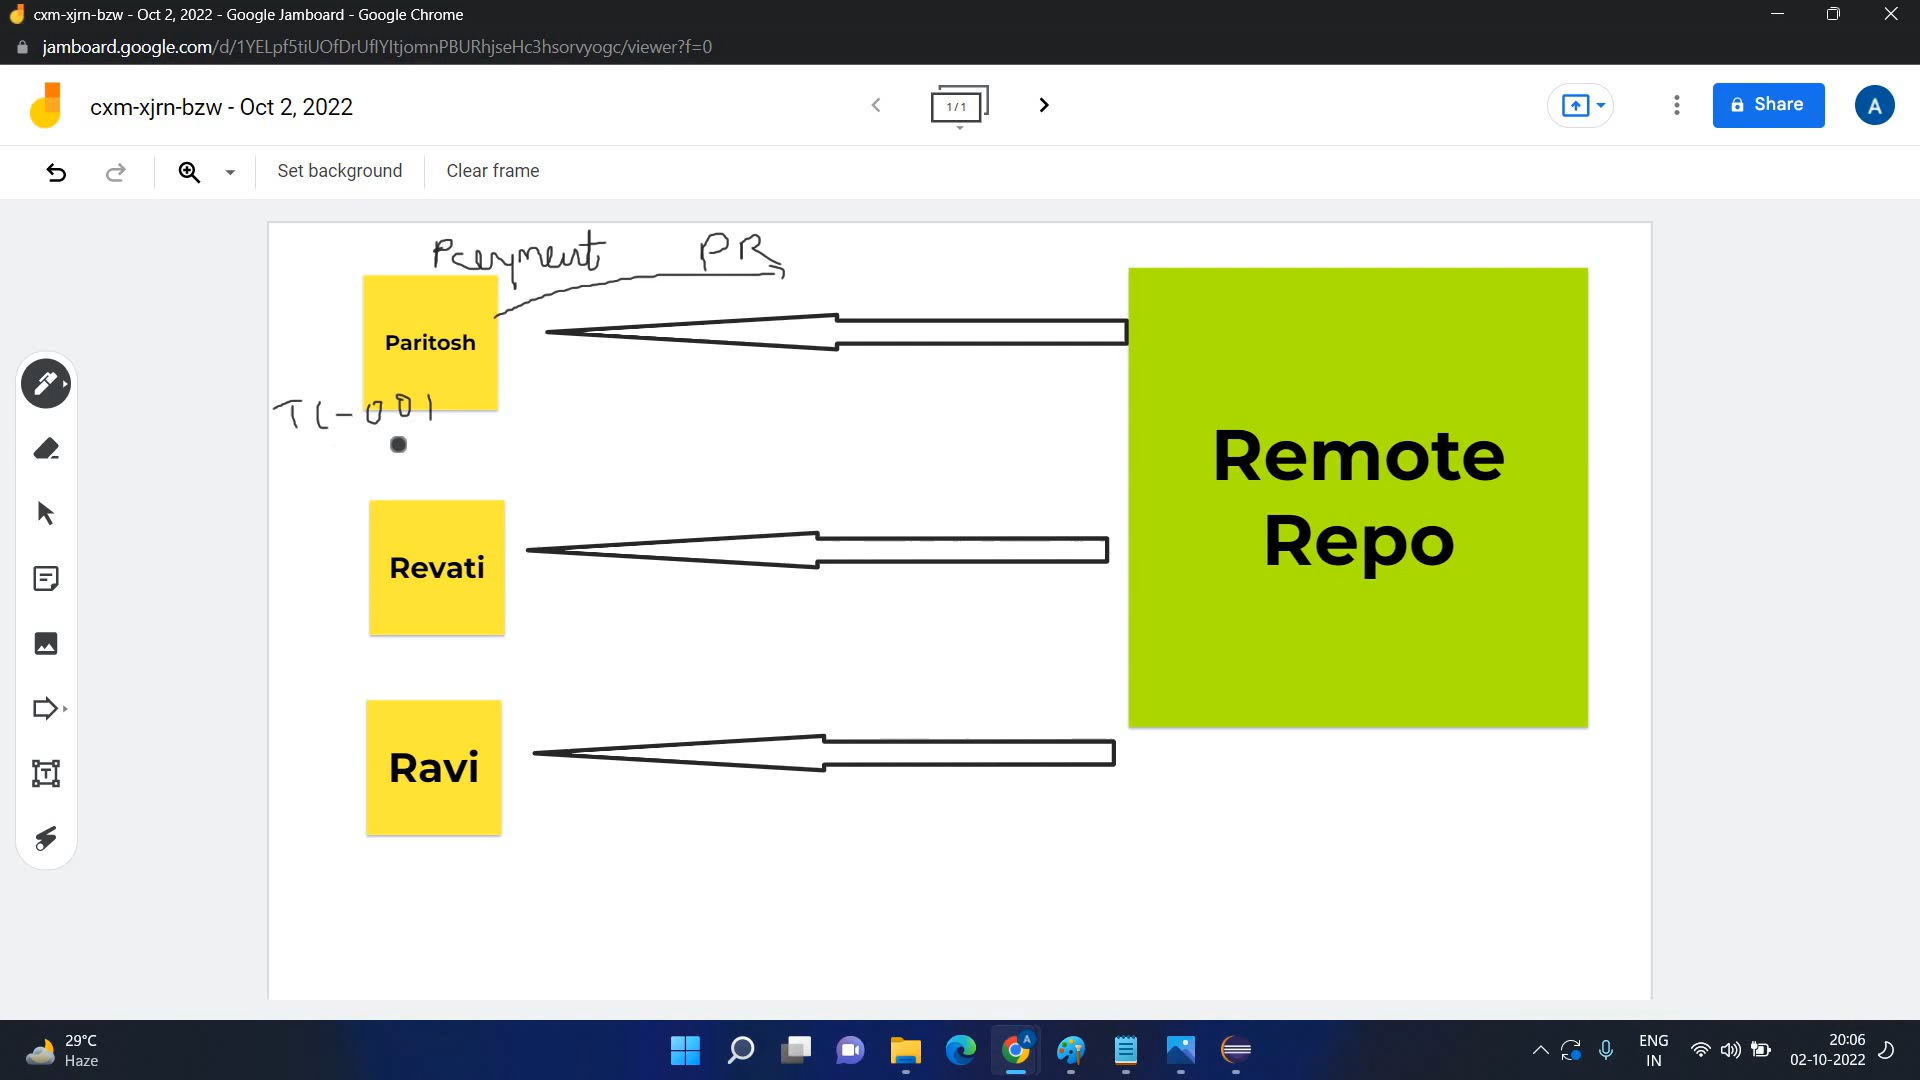 cxm-xjrn-bzw - Oct 2, 2022 - Google Jamboard - Google Chrome
jamboard.google.com/d/1YELpf5tiUOfDrUfIYItjomnPBURhjseHc3hsorvyogc/viewer?f=0
cxm-xjrn-bzw - Oct 2, 2022
1 / 1
Share
A
Set background
Clear frame
Payment PR
Paritosh
TC-001
Remote
Repo
Revati
Ravi
29°C
Haze
ENG
IN
20:06
02-10-2022